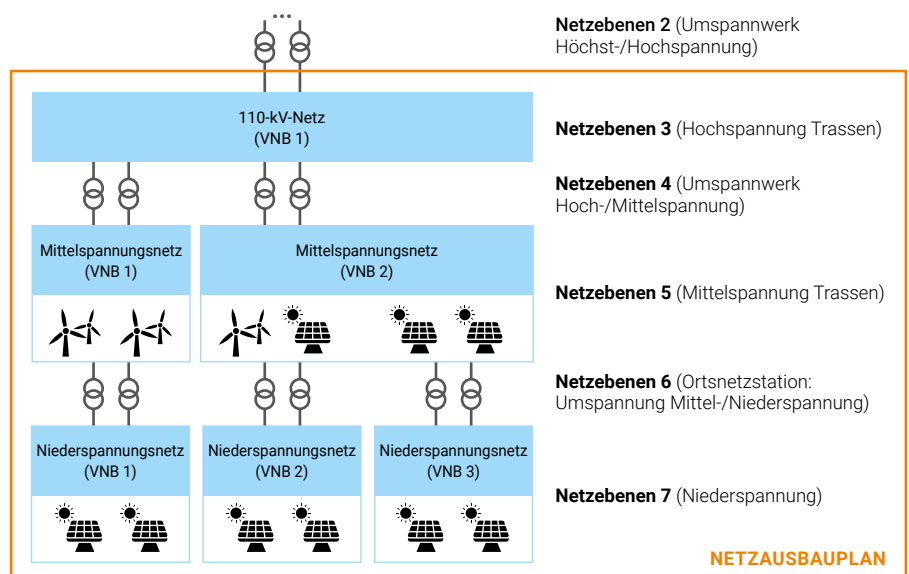 ...
Netzebenen 2 (Umspannwerk
Höchst-/Hochspannung)
110-kV-Netz
(VNB 1)
Netzebenen 3 (Hochspannung Trassen)
Netzebenen 4 (Umspannwerk
Hoch-/Mittelspannung)
Mittelspannungsnetz
(VNB 1)
Mittelspannungsnetz
(VNB 2)
Netzebenen 5 (Mittelspannung Trassen)
Netzebenen 6 (Ortsnetzstation:
Umspannung Mittel-/Niederspannung)
Niederspannungsnetz
(VNB 1)
Niederspannungsnetz
(VNB 2)
Niederspannungsnetz
(VNB 3)
Netzebenen 7 (Niederspannung)
NETZAUSBAUPLAN